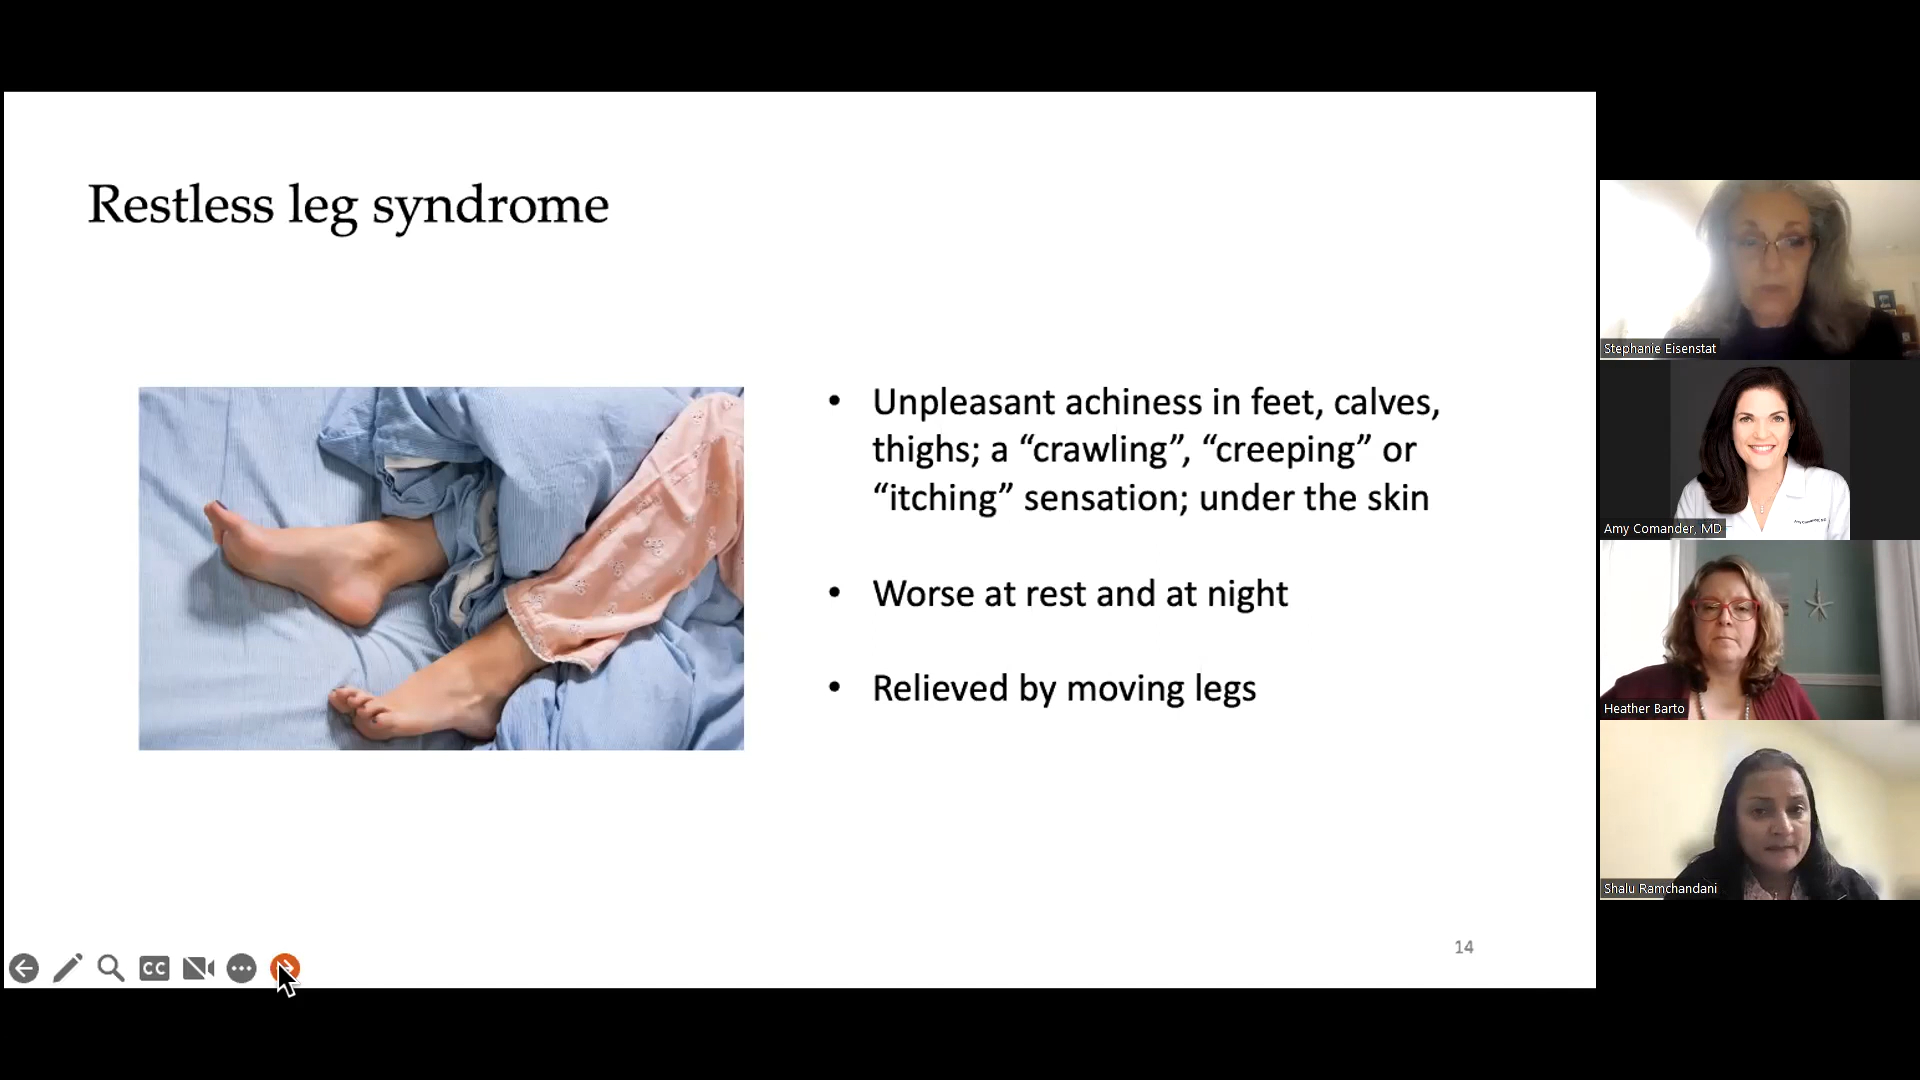 Restless leg syndrome
• Unpleasant achiness in feet, calves,
thighs; a “crawling”, “creeping” or
“itching” sensation; under the skin
• Worse at rest and at night
• Relieved by moving legs
14
CC
Stephanie Eisenstat
Amy Comander, MD
Heather Barto
Shalu Ramchandani